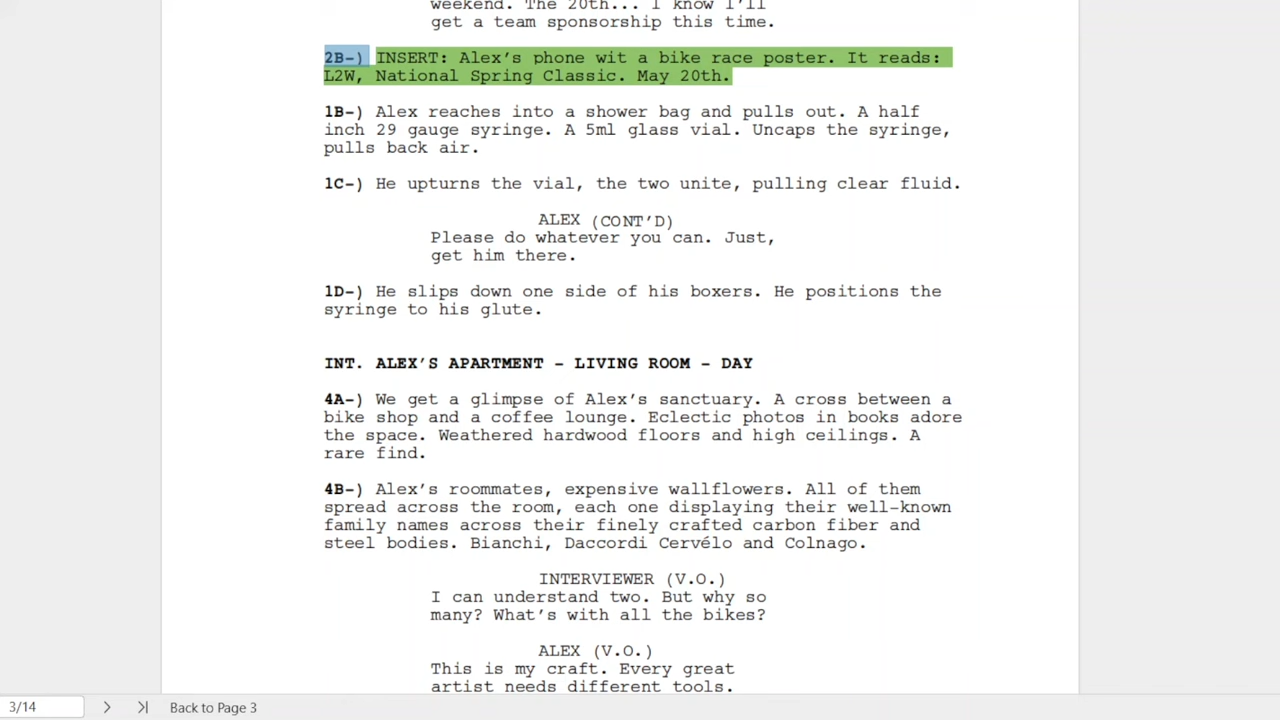 weekend. The 20th... I know I'll
get a team sponsorship this time.
2B-) INSERT: Alex's phone wit a bike race poster. It reads:
L2W, National Spring Classic. May 20th.
1B-) Alex reaches into a shower bag and pulls out. A half
inch 29 gauge syringe. A 5ml glass vial. Uncaps the syringe,
pulls back air.
1C-) He upturns the vial, the two unite, pulling clear fluid.
ALEX (CONT'D)
Please do whatever you can. Just,
get him there.
1D-) He slips down one side of his boxers. He positions the
syringe to his glute.
INT. ALEX'S APARTMENT - LIVING ROOM - DAY
4A-) We get a glimpse of Alex's sanctuary. A cross between a
bike shop and a coffee lounge. Eclectic photos in books adore
the space. Weathered hardwood floors and high ceilings. A
rare find.
4B-) Alex's roommates, expensive wallflowers. All of them
spread across the room, each one displaying their well-known
family names across their finely crafted carbon fiber and
steel bodies. Bianchi, Daccordi Cervélo and Colnago.
INTERVIEWER (V.O.)
I can understand two. But why so
many? What's with all the bikes?
ALEX (V.O.)
This is my craft. Every great
artist needs different tools.
3/14 Back to Page 3